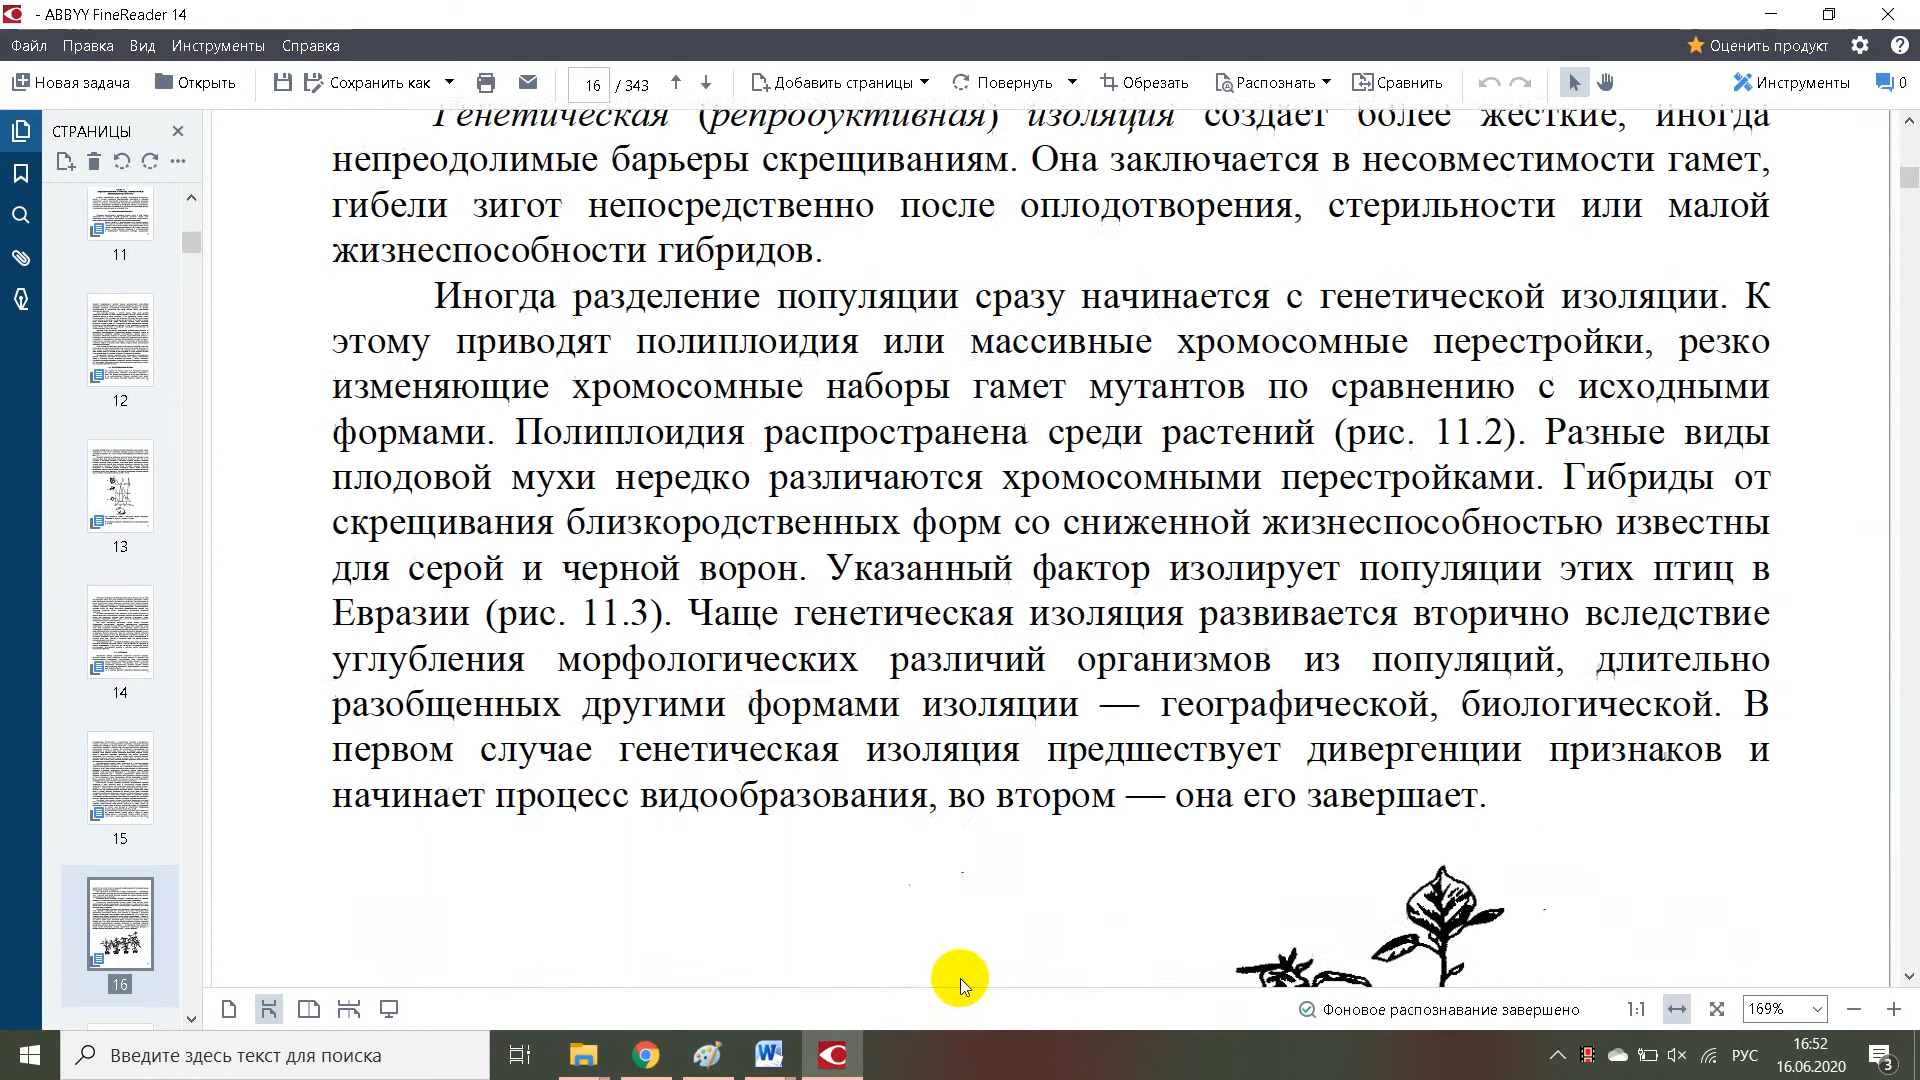 - ABBYY FineReader 14
Файл Правка Вид Инструменты Справка
Оценить продукт
Новая задача Открыть Сохранить как 16 / 343 Добавить страницы Повернуть Обрезать Распознать Сравнить Инструменты 0
СТРАНИЦЫ
11
12
13
14
15
16
Генетическая (репродуктивная) изоляция создает более жесткие, иногда
непреодолимые барьеры скрещиваниям. Она заключается в несовместимости гамет,
гибели зигот непосредственно после оплодотворения, стерильности или малой
жизнеспособности гибридов.
Иногда разделение популяции сразу начинается с генетической изоляции. К
этому приводят полиплоидия или массивные хромосомные перестройки, резко
изменяющие хромосомные наборы гамет мутантов по сравнению с исходными
формами. Полиплоидия распространена среди растений (рис. 11.2). Разные виды
плодовой мухи нередко различаются хромосомными перестройками. Гибриды от
скрещивания близкородственных форм со сниженной жизнеспособностью известны
для серой и черной ворон. Указанный фактор изолирует популяции этих птиц в
Евразии (рис. 11.3). Чаще генетическая изоляция развивается вторично вследствие
углубления морфологических различий организмов из популяций, длительно
разобщенных другими формами изоляции — географической, биологической. В
первом случае генетическая изоляция предшествует дивергенции признаков и
начинает процесс видообразования, во втором — она его завершает.
Фоновое распознавание завершено 1:1 169%
Введите здесь текст для поиска
РУС
16:52
16.06.2020
3